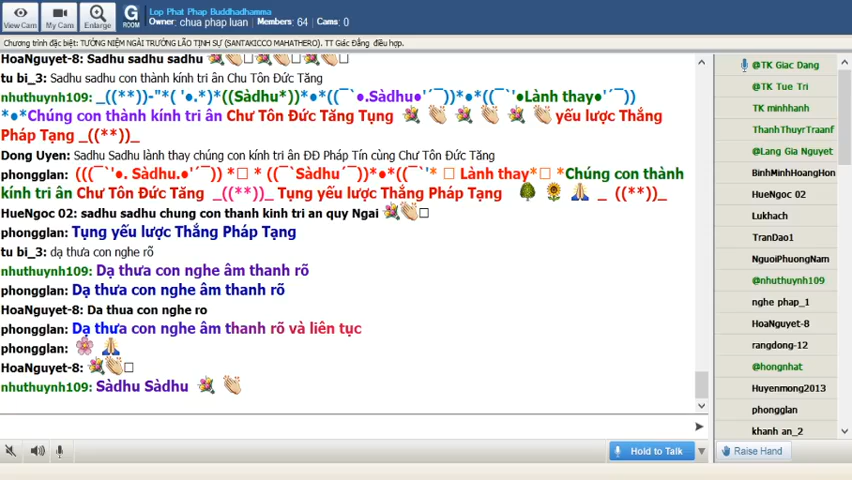 Lop Phat Phap Buddhadhamma
Owner: chua phap luan Members: 64 Cams: 0
View Cam My Cam Enlarge G ROOM
Chương trình đặc biệt: TƯỞNG NIỆM NGÀI TRƯỞNG LÃO TỊNH SỰ (SANTAKICCO MAHATHERO). TT Giác Đẳng điều hợp.
HoaNguyet-8: Sadhu sadhu sadhu
tu bi_3: Sadhu sadhu con thành kính tri ân Chư Tôn Đức Tăng
nhuthuynh109: _((**)-"*( '●.*)*((Sàdhu*))*●*((¯`●.Sàdhu●'´¯))*●*((¯`'●Lành thay●'´¯))
*●*Chúng con thành kính tri ân Chư Tôn Đức Tăng Tụng yếu lược Thắng
Pháp Tạng _((**))_
Dong Uyen: Sadhu Sadhu lành thay chúng con kính tri ân ĐĐ Pháp Tín cùng Chư Tôn Đức Tăng
phongglan: (((¯`'●. Sàdhu.●'´¯)) *□ * ((¯`Sàdhu´¯))*●*((¯`'* □ Lành thay*□ *Chúng con thành
kính tri ân Chư Tôn Đức Tăng _((**))_ Tụng yếu lược Thắng Pháp Tạng _ ((**))_
HueNgoc 02: sadhu sadhu chung con thanh kinh tri an quy Ngai
phongglan: Tụng yếu lược Thắng Pháp Tạng
tu bi_3: dạ thưa con nghe rõ
nhuthuynh109: Dạ thưa con nghe âm thanh rõ
phongglan: Dạ thưa con nghe âm thanh rõ
HoaNguyet-8: Da thua con nghe ro
phongglan: Dạ thưa con nghe âm thanh rõ và liên tục
phongglan:
HoaNguyet-8:
nhuthuynh109: Sàdhu Sàdhu
Hold to Talk
@TK Giac Dang
@TK Tue Tri
TK minhhanh
ThanhThuyrTraanf
@Lang Gia Nguyet
BinhMinhHoangHon
HueNgoc 02
Lukhach
TranDao1
NguoiPhuongNam
@nhuthuynh109
nghe phap_1
HoaNguyet-8
rangdong-12
@hongnhat
Huyenmong2013
phongglan
khanh an_2
Raise Hand